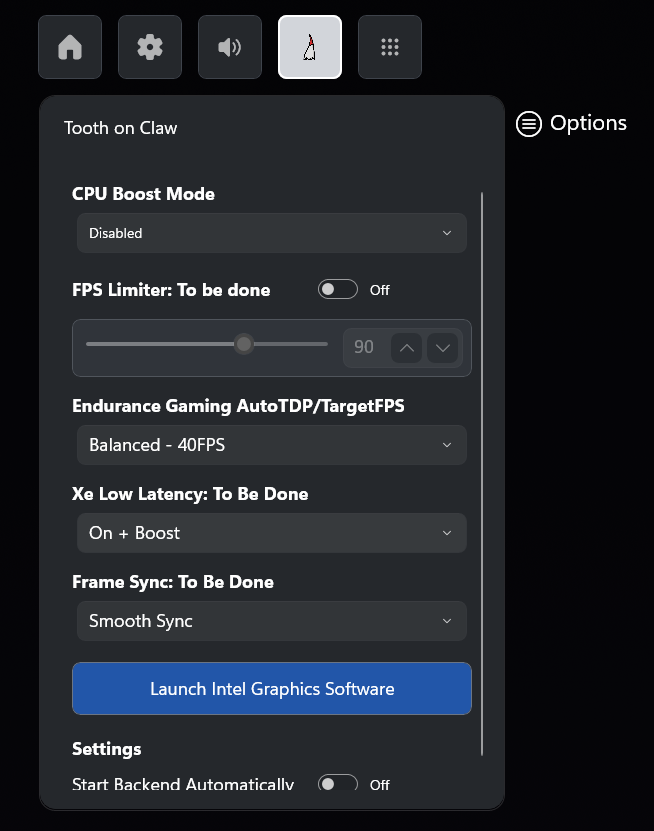 Tooth on Claw
Options
CPU Boost Mode
Disabled
FPS Limiter: To be done
Off
90
Endurance Gaming AutoTDP/TargetFPS
Balanced - 40FPS
Xe Low Latency: To Be Done
On + Boost
Frame Sync: To Be Done
Smooth Sync
Launch Intel Graphics Software
Settings
Start Backend Automatically
Off